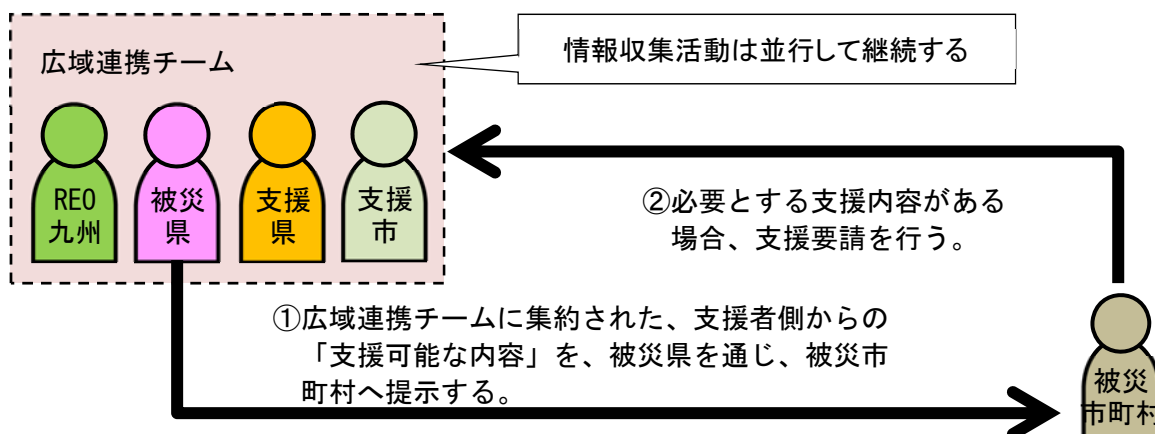 広域連携チーム
情報収集活動は並行して継続する
REO
九州
被災
県
支援
県
支援
市
②必要とする支援内容がある
場合、支援要請を行う。
①広域連携チームに集約された、支援者側からの
「支援可能な内容」を、被災県を通じ、被災市
町村へ提示する。
被災
市町村